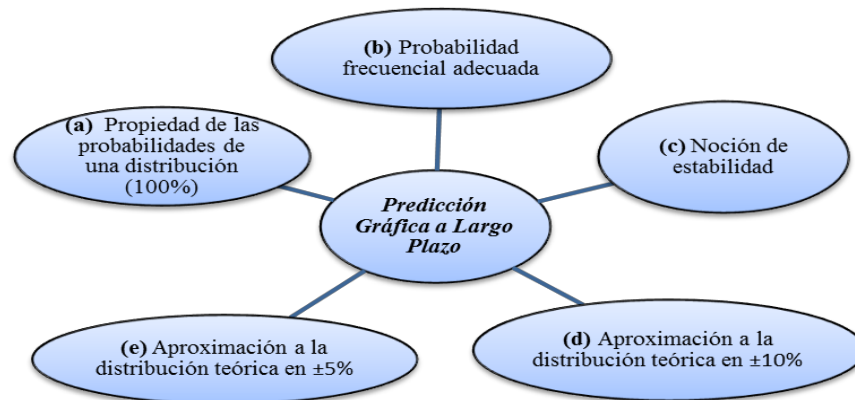 (b) Probabilidad
frecuencial adecuada
(a) Propiedad de las
probabilidades de
una distribución
(100%)
(c) Noción de
estabilidad
Predicción
Gráfica a Largo
Plazo
(e) Aproximación a la
distribución teórica en ±5%
(d) Aproximación a la
distribución teórica en ±10%